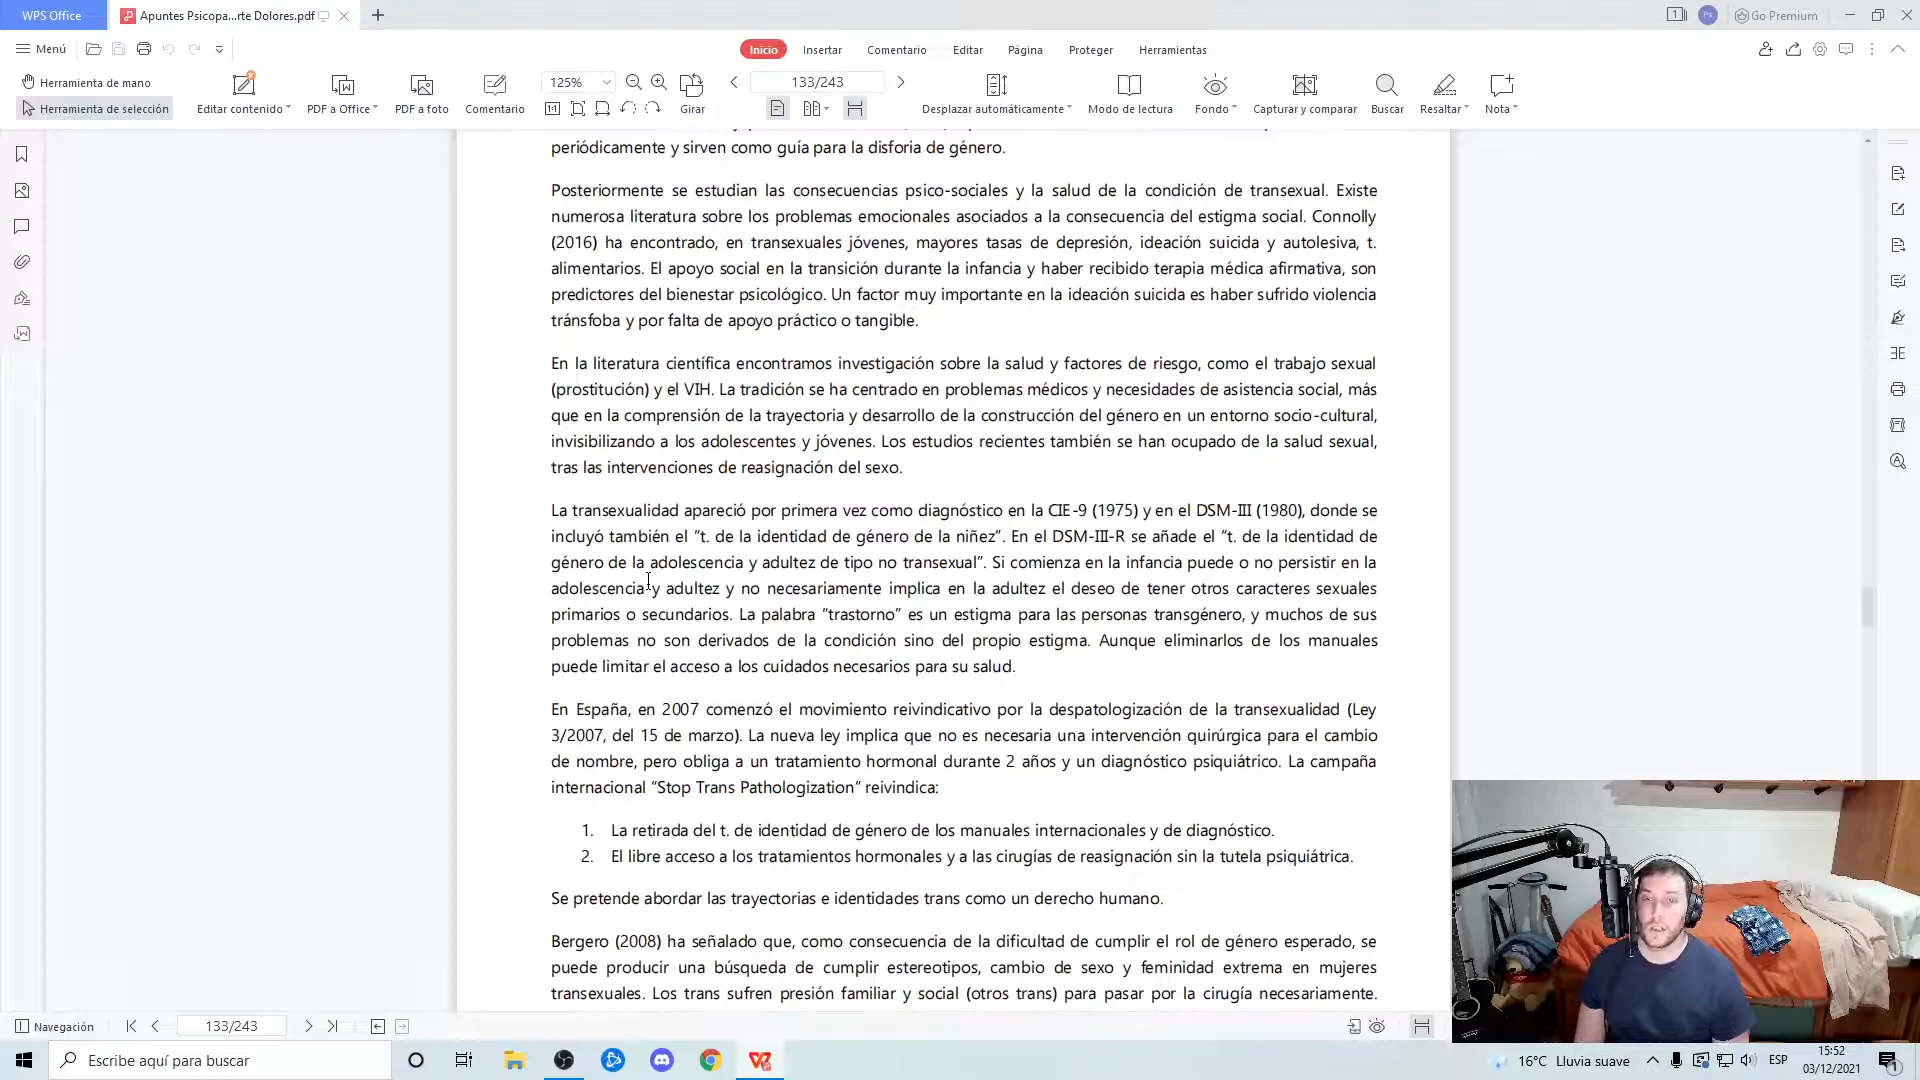 WPS Office
Apuntes Psicopa...rte Dolores.pdf
Go Premium
Menú
Inicio
Insertar
Comentario
Editar
Página
Proteger
Herramientas
Herramienta de mano
Herramienta de selección
Editar contenido
PDF a Office
PDF a foto
Comentario
125%
Girar
133/243
Desplazar automáticamente
Modo de lectura
Fondo
Capturar y comparar
Buscar
Resaltar
Nota
periódicamente y sirven como guía para la disforia de género.
Posteriormente se estudian las consecuencias psico-sociales y la salud de la condición de transexual. Existe
numerosa literatura sobre los problemas emocionales asociados a la consecuencia del estigma social. Connolly
(2016) ha encontrado, en transexuales jóvenes, mayores tasas de depresión, ideación suicida y autolesiva, t.
alimentarios. El apoyo social en la transición durante la infancia y haber recibido terapia médica afirmativa, son
predictores del bienestar psicológico. Un factor muy importante en la ideación suicida es haber sufrido violencia
tránsfoba y por falta de apoyo práctico o tangible.
En la literatura científica encontramos investigación sobre la salud y factores de riesgo, como el trabajo sexual
(prostitución) y el VIH. La tradición se ha centrado en problemas médicos y necesidades de asistencia social, más
que en la comprensión de la trayectoria y desarrollo de la construcción del género en un entorno socio-cultural,
invisibilizando a los adolescentes y jóvenes. Los estudios recientes también se han ocupado de la salud sexual,
tras las intervenciones de reasignación del sexo.
La transexualidad apareció por primera vez como diagnóstico en la CIE-9 (1975) y en el DSM-III (1980), donde se
incluyó también el “t. de la identidad de género de la niñez”. En el DSM-III-R se añade el “t. de la identidad de
género de la adolescencia y adultez de tipo no transexual”. Si comienza en la infancia puede o no persistir en la
adolescencia y adultez y no necesariamente implica en la adultez el deseo de tener otros caracteres sexuales
primarios o secundarios. La palabra “trastorno” es un estigma para las personas transgénero, y muchos de sus
problemas no son derivados de la condición sino del propio estigma. Aunque eliminarlos de los manuales
puede limitar el acceso a los cuidados necesarios para su salud.
En España, en 2007 comenzó el movimiento reivindicativo por la despatologización de la transexualidad (Ley
3/2007, del 15 de marzo). La nueva ley implica que no es necesaria una intervención quirúrgica para el cambio
de nombre, pero obliga a un tratamiento hormonal durante 2 años y un diagnóstico psiquiátrico. La campaña
internacional “Stop Trans Pathologization” reivindica:
1. La retirada del t. de identidad de género de los manuales internacionales y de diagnóstico.
2. El libre acceso a los tratamientos hormonales y a las cirugías de reasignación sin la tutela psiquiátrica.
Se pretende abordar las trayectorias e identidades trans como un derecho humano.
Bergero (2008) ha señalado que, como consecuencia de la dificultad de cumplir el rol de género esperado, se
puede producir una búsqueda de cumplir estereotipos, cambio de sexo y feminidad extrema en mujeres
transexuales. Los trans sufren presión familiar y social (otros trans) para pasar por la cirugía necesariamente.
Navegación
133/243
Escribe aquí para buscar
16°C Lluvia suave
ESP
15:52
03/12/2021